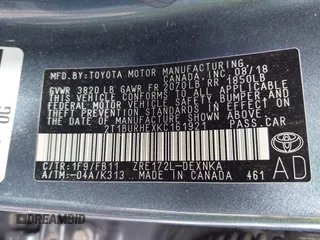 MFD. BY:TOYOTA MOTOR MANUFACTURING
CANADA, INC. 08/18
GVWR 3820 LB GAWR FR 2070LB RR 1850LB
THIS VEHICLE CONFORMS TO ALL APPLICABLE
FEDERAL MOTOR VEHICLE SAFETY, BUMPER,
AND THEFT PREVENTION STANDARDS IN EFFECT ON
THE DATE OF MANUFACTURE SHOWN ABOVE.
2T1BURHEXKC161921 PASS.CAR
C/TR:1F9/FB11 ZRE172L-DEXNKA
A/TM:-04A/K313 MADE IN CANADA 461
TOYOTA
AD
DREAMBID